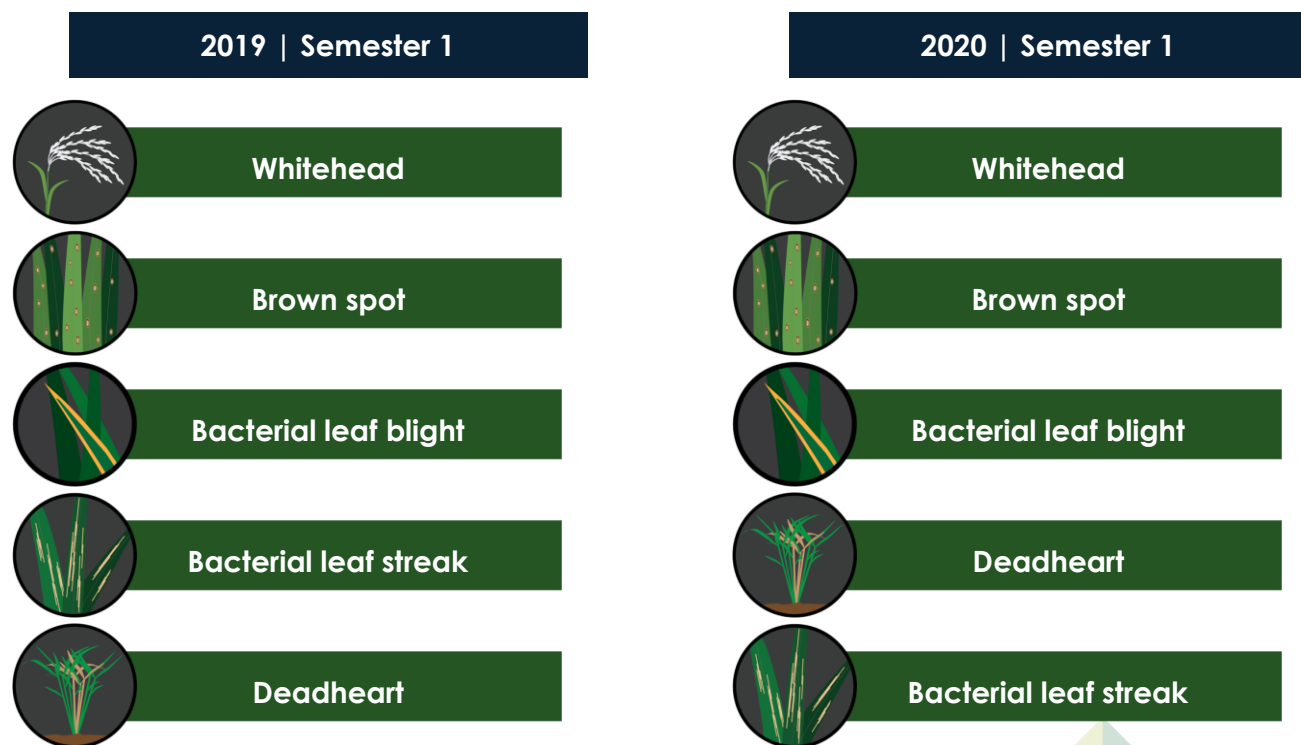 2019 | Semester 1
Whitehead
Brown spot
Bacterial leaf blight
Bacterial leaf streak
Deadheart
2020 | Semester 1
Whitehead
Brown spot
Bacterial leaf blight
Deadheart
Bacterial leaf streak